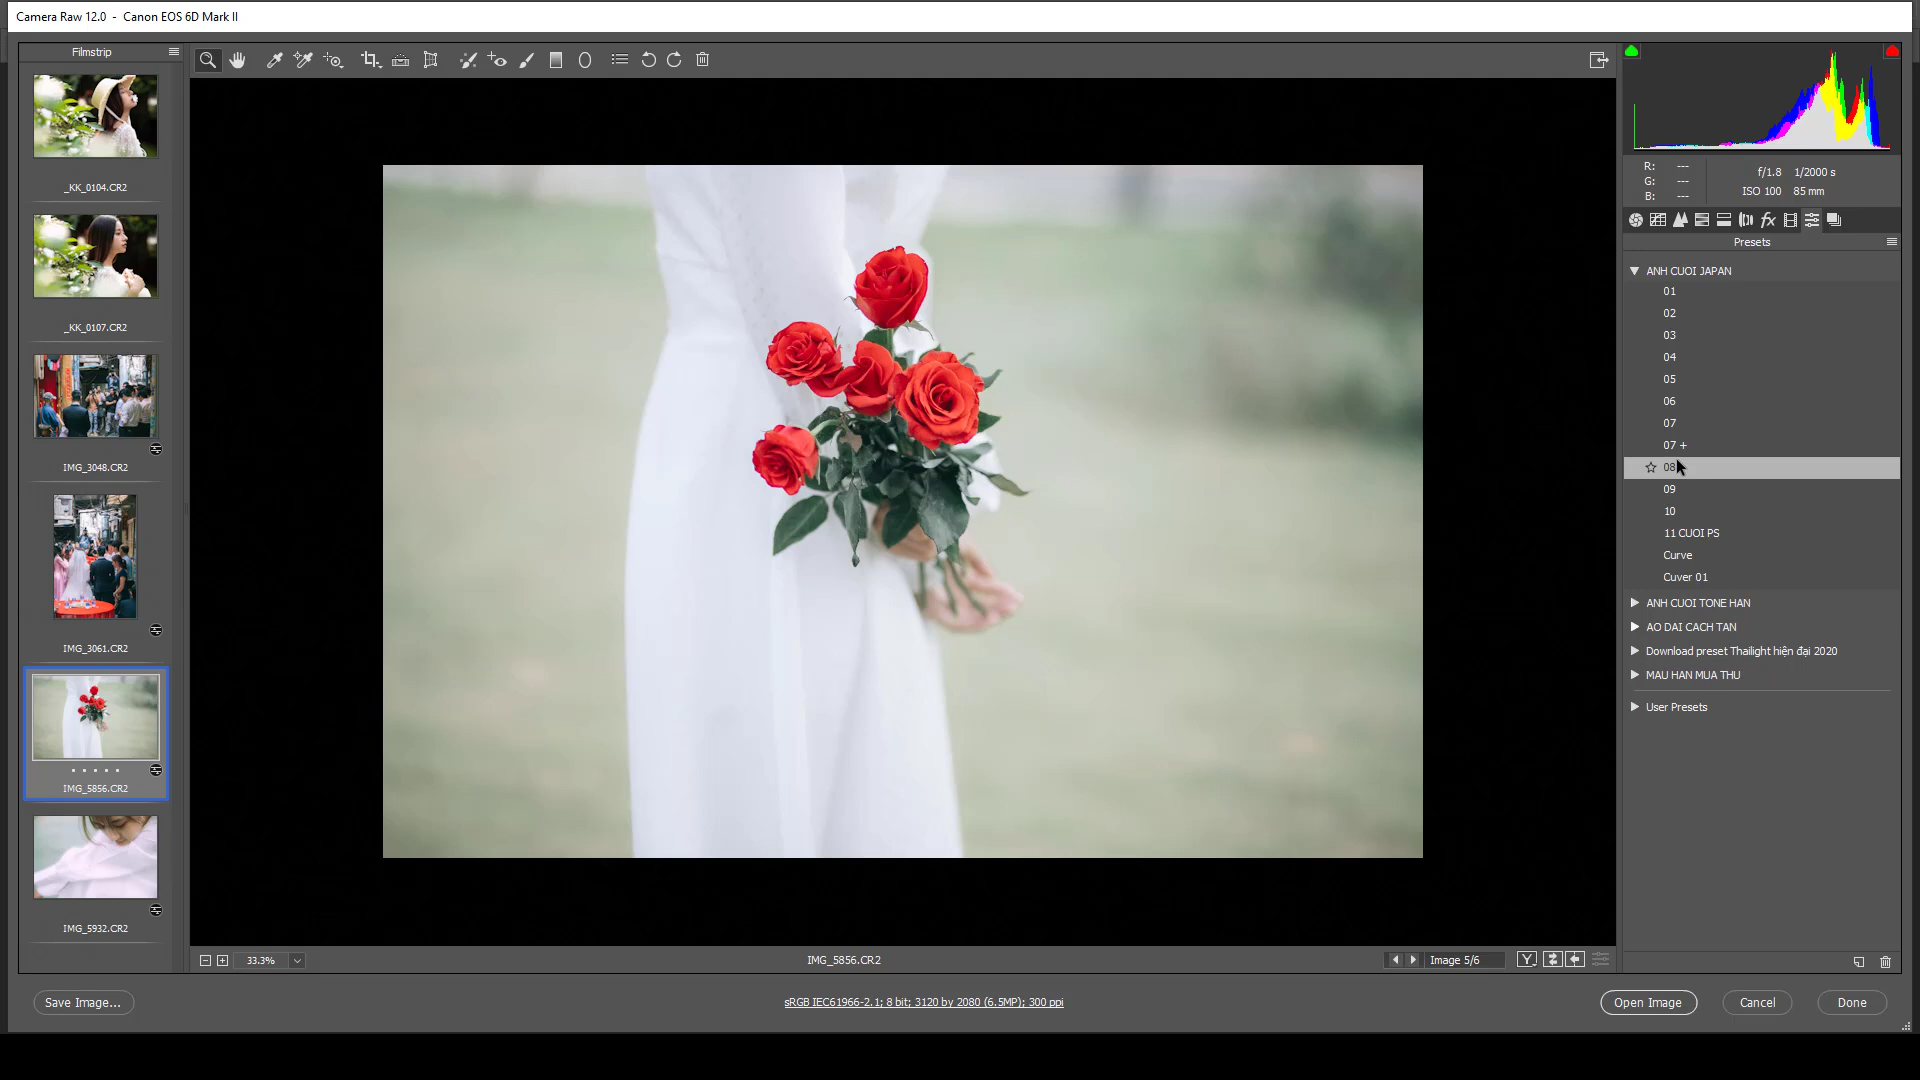 Camera Raw 12.0 - Canon EOS 6D Mark II
Filmstrip
_KK_0104.CR2
_KK_0107.CR2
IMG_3048.CR2
IMG_3061.CR2
IMG_5856.CR2
IMG_5932.CR2
33.3%
IMG_5856.CR2
Image 5/6
Save Image...
sRGB IEC61966-2.1; 8 bit; 3120 by 2080 (6.5MP); 300 ppi
Open Image
Cancel
Done
R: ---
G: ---
B: ---
f/1.8 1/2000 s
ISO 100 85 mm
fx
Presets
ANH CUOI JAPAN
01
02
03
04
05
06
07
07 +
08
09
10
11 CUOI PS
Curve
Cuver 01
ANH CUOI TONE HAN
AO DAI CACH TAN
Download preset Thailight hiện đại 2020
MAU HAN MUA THU
User Presets